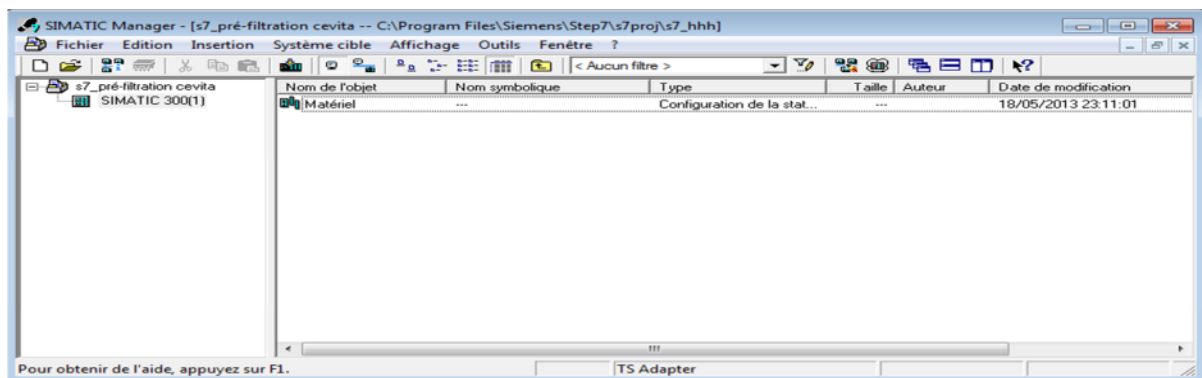 SIMATIC Manager - [s7_pré-filtration cevita -- C:\Program Files\Siemens\Step7\s7proj\s7_hhh]
Fichier Edition Insertion Système cible Affichage Outils Fenêtre ?
< Aucun filtre >
s7_pré-filtration cevita
SIMATIC 300(1)
Nom de l'objet Nom symbolique Type Taille Auteur Date de modification
Matériel --- Configuration de la stat... --- 18/05/2013 23:11:01
Pour obtenir de l'aide, appuyez sur F1. TS Adapter